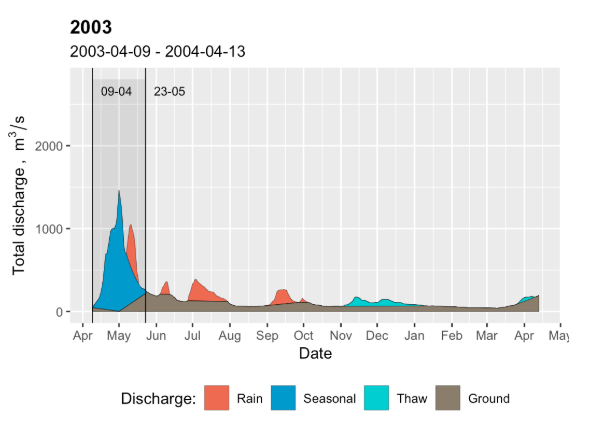 2003
2003-04-09 - 2004-04-13
09-04 23-05
Total discharge , m³/s
2000
1000
0
Apr May Jun Jul Aug Sep Oct Nov Dec Jan Feb Mar Apr May
Date
Discharge: Rain Seasonal Thaw Ground